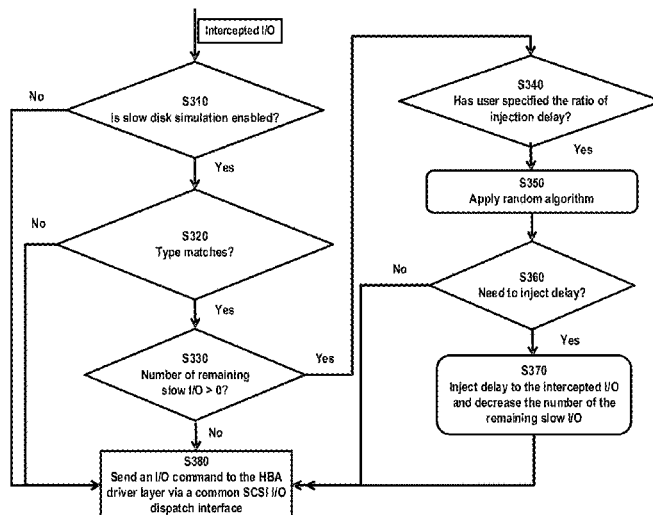 Intercepted I/O
No
S310
Is slow disk simulation enabled?
Yes
No
S320
Type matches?
Yes
S330
Number of remaining
slow I/O > 0?
Yes
No
S380
Send an I/O command to the HBA
driver layer via a common SCSI I/O
dispatch interface
S340
Has user specified the ratio of
injection delay?
Yes
S350
Apply random algorithm
No
S360
Need to inject delay?
Yes
S370
Inject delay to the intercepted I/O
and decrease the number of the
remaining slow I/O